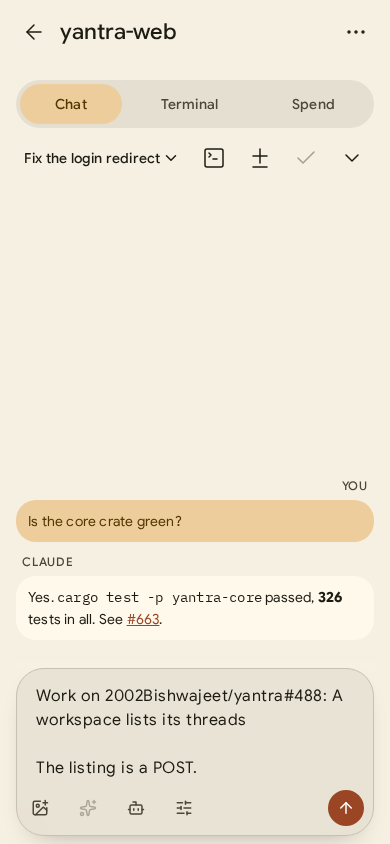 yantra-web
Chat
Terminal
Spend
Fix the login redirect
YOU
Is the core crate green?
CLAUDE
Yes. cargo test -p yantra-core passed, 326
tests in all. See #663.
Work on 2002Bishwajeet/yantra#488: A
workspace lists its threads
The listing is a POST.